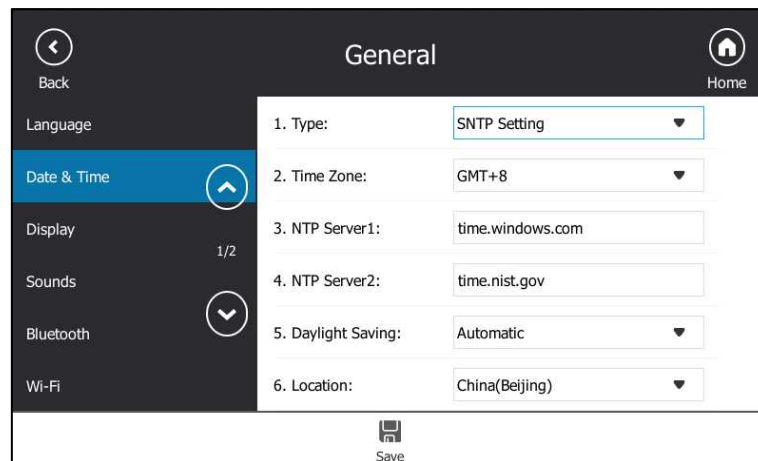 General
Back
Home
Language
Date & Time
Display
1/2
Sounds
Bluetooth
Wi-Fi
1. Type: SNTP Setting
2. Time Zone: GMT+8
3. NTP Server1: time.windows.com
4. NTP Server2: time.nist.gov
5. Daylight Saving: Automatic
6. Location: China(Beijing)
Save